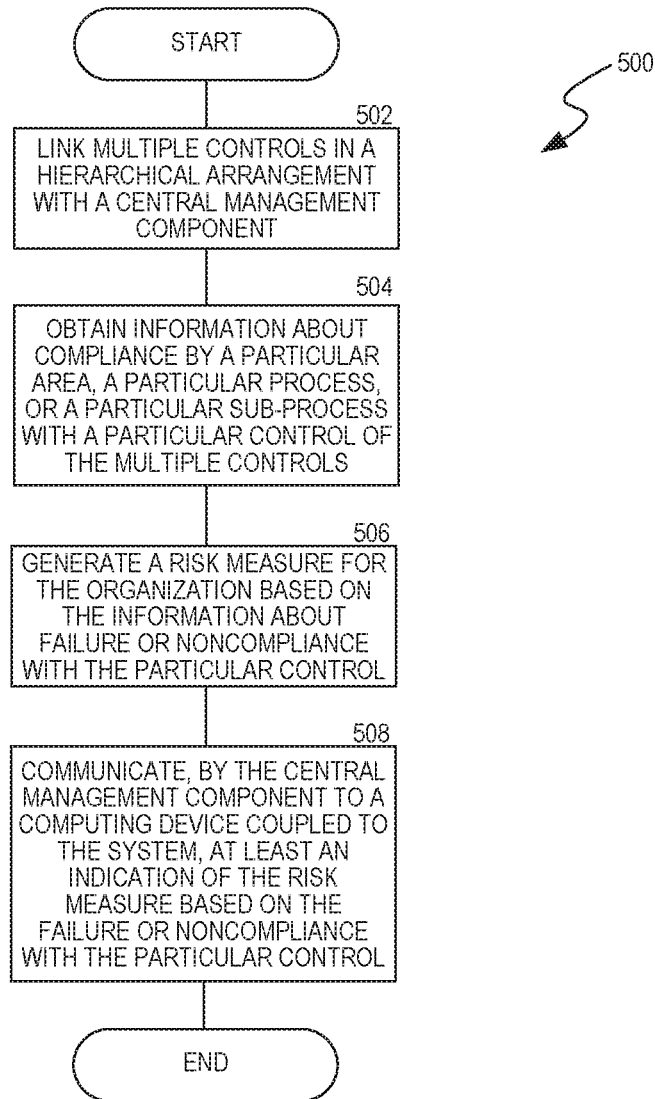 START
500
502
LINK MULTIPLE CONTROLS IN A
HIERARCHICAL ARRANGEMENT
WITH A CENTRAL MANAGEMENT
COMPONENT
504
OBTAIN INFORMATION ABOUT
COMPLIANCE BY A PARTICULAR
AREA, A PARTICULAR PROCESS,
OR A PARTICULAR SUB-PROCESS
WITH A PARTICULAR CONTROL OF
THE MULTIPLE CONTROLS
506
GENERATE A RISK MEASURE FOR
THE ORGANIZATION BASED ON
THE INFORMATION ABOUT
FAILURE OR NONCOMPLIANCE
WITH THE PARTICULAR CONTROL
508
COMMUNICATE, BY THE CENTRAL
MANAGEMENT COMPONENT TO A
COMPUTING DEVICE COUPLED TO
THE SYSTEM, AT LEAST AN
INDICATION OF THE RISK
MEASURE BASED ON THE
FAILURE OR NONCOMPLIANCE
WITH THE PARTICULAR CONTROL
END